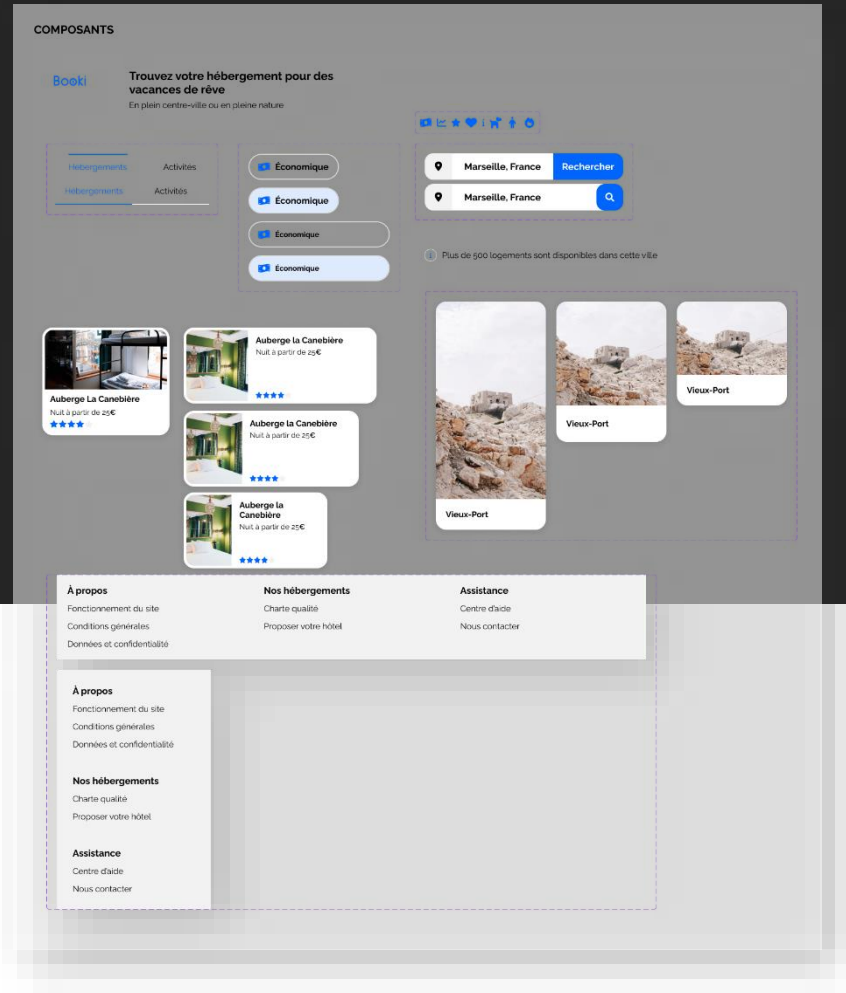 COMPOSANTS
Booki
Trouvez votre hébergement pour des
vacances de rêve
En plein centre-ville ou en pleine nature
Hébergements
Activités
Hébergements
Activités
Économique
Économique
Économique
Économique
Marseille, France
Rechercher
Marseille, France
Plus de 500 logements sont disponibles dans cette ville
Auberge La Canebière
Nuit à partir de 25€
Auberge la Canebière
Nuit à partir de 25€
Auberge la Canebière
Nuit à partir de 25€
Auberge la
Canebière
Nuit à partir de 25€
Vieux-Port
Vieux-Port
Vieux-Port
À propos
Fonctionnement du site
Conditions générales
Données et confidentialité
Nos hébergements
Charte qualité
Proposer votre hôtel
Assistance
Centre d'aide
Nous contacter
À propos
Fonctionnement du site
Conditions générales
Données et confidentialité
Nos hébergements
Charte qualité
Proposer votre hôtel
Assistance
Centre d'aide
Nous contacter